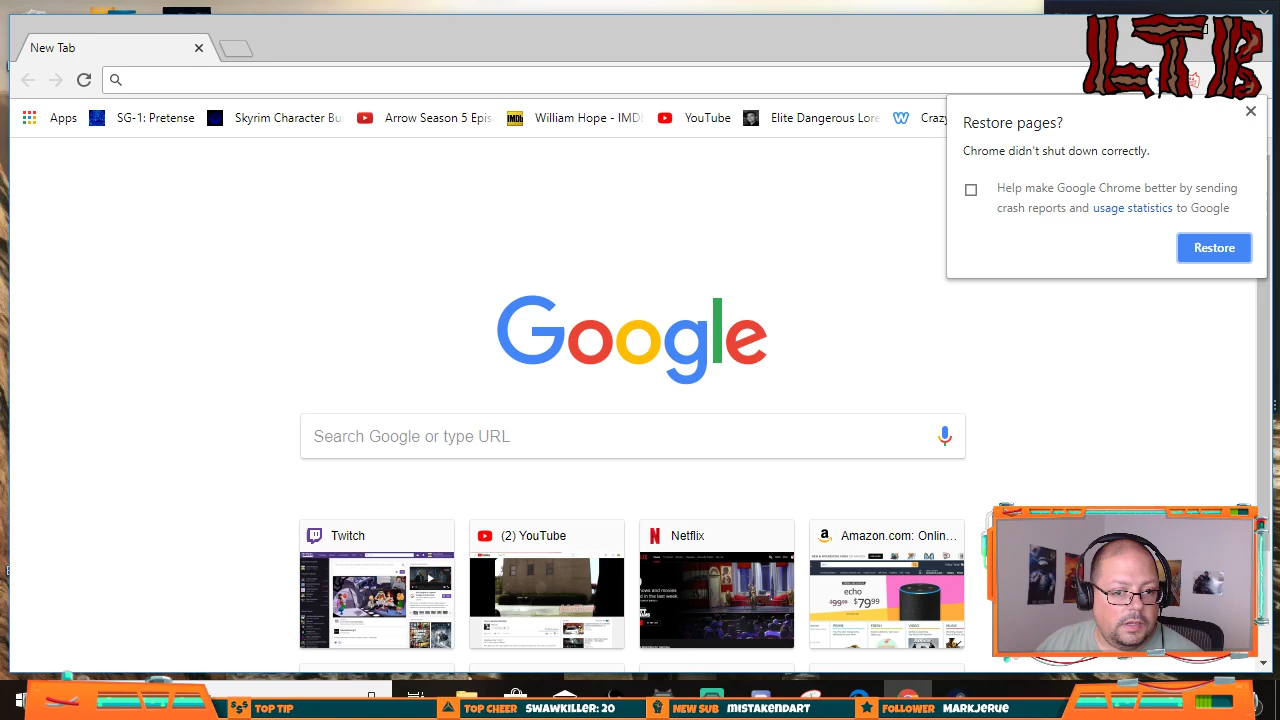 LTB
New Tab
Apps SG-1: Pretense Skyrim Character Bu Arrow Season 5 Epis William Hope - IMD YouTube Elite Dangerous Lore Crazy
Restore pages?
Chrome didn't shut down correctly.
Help make Google Chrome better by sending
crash reports and usage statistics to Google
Restore
Google
Search Google or type URL
Twitch
(2) YouTube
Netflix
Amazon.com: Onlin...
TOP TIP
TOP CHEER SWAWKILLER: 20
NEW SUB MISTAKENDART
FOLLOWER MARKJERUE